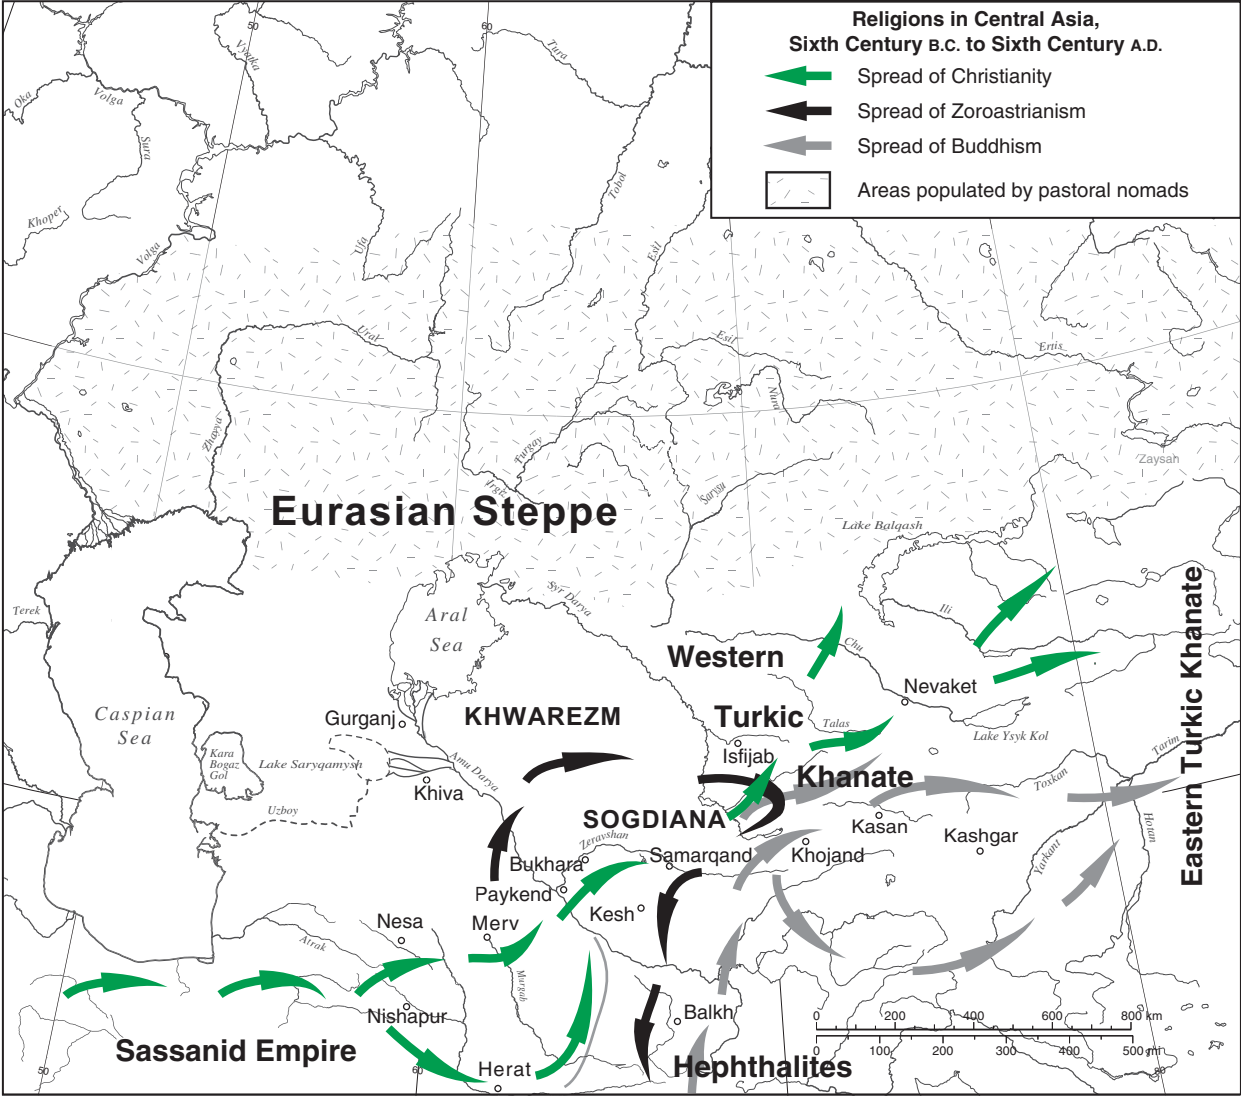 Religions in Central Asia,
Sixth Century B.C. to Sixth Century A.D.
Spread of Christianity
Spread of Zoroastrianism
Spread of Buddhism
Areas populated by pastoral nomads
50
60
Vyatka
Tura
Oka
Volga
Sura
Tobol
Khoper
Volga
Ufa
Esil
Ural
Esil
Ertis
Nura
Zhayya
Turgay
Zaysan
Irgiz
Sarysu
Eurasian Steppe
Lake Balqash
Syr Darya
Terek
Aral
Sea
Ili
Chu
Western
Nevaket
Caspian
Sea
Gurganj
KHWAREZM
Turkic
Talas
Lake Ysyk Kol
Kara
Bogaz
Gol
Lake Saryqamysh
Amu Darya
Isfijab
Tarim
Khiva
Khanate
Toxkan
Uzboy
SOGDIANA
Kasan
Kashgar
Hotan
Zeravshan
Bukhara
Samarqand
Khojand
Yarkant
Eastern Turkic Khanate
Paykend
Kesh
Nesa
Merv
Atrak
Murgab
Nishapur
Balkh
0 200 400 600 800 km
Sassanid Empire
0 100 200 300 400 500 mi
Herat
Hephthalites
50
60
80